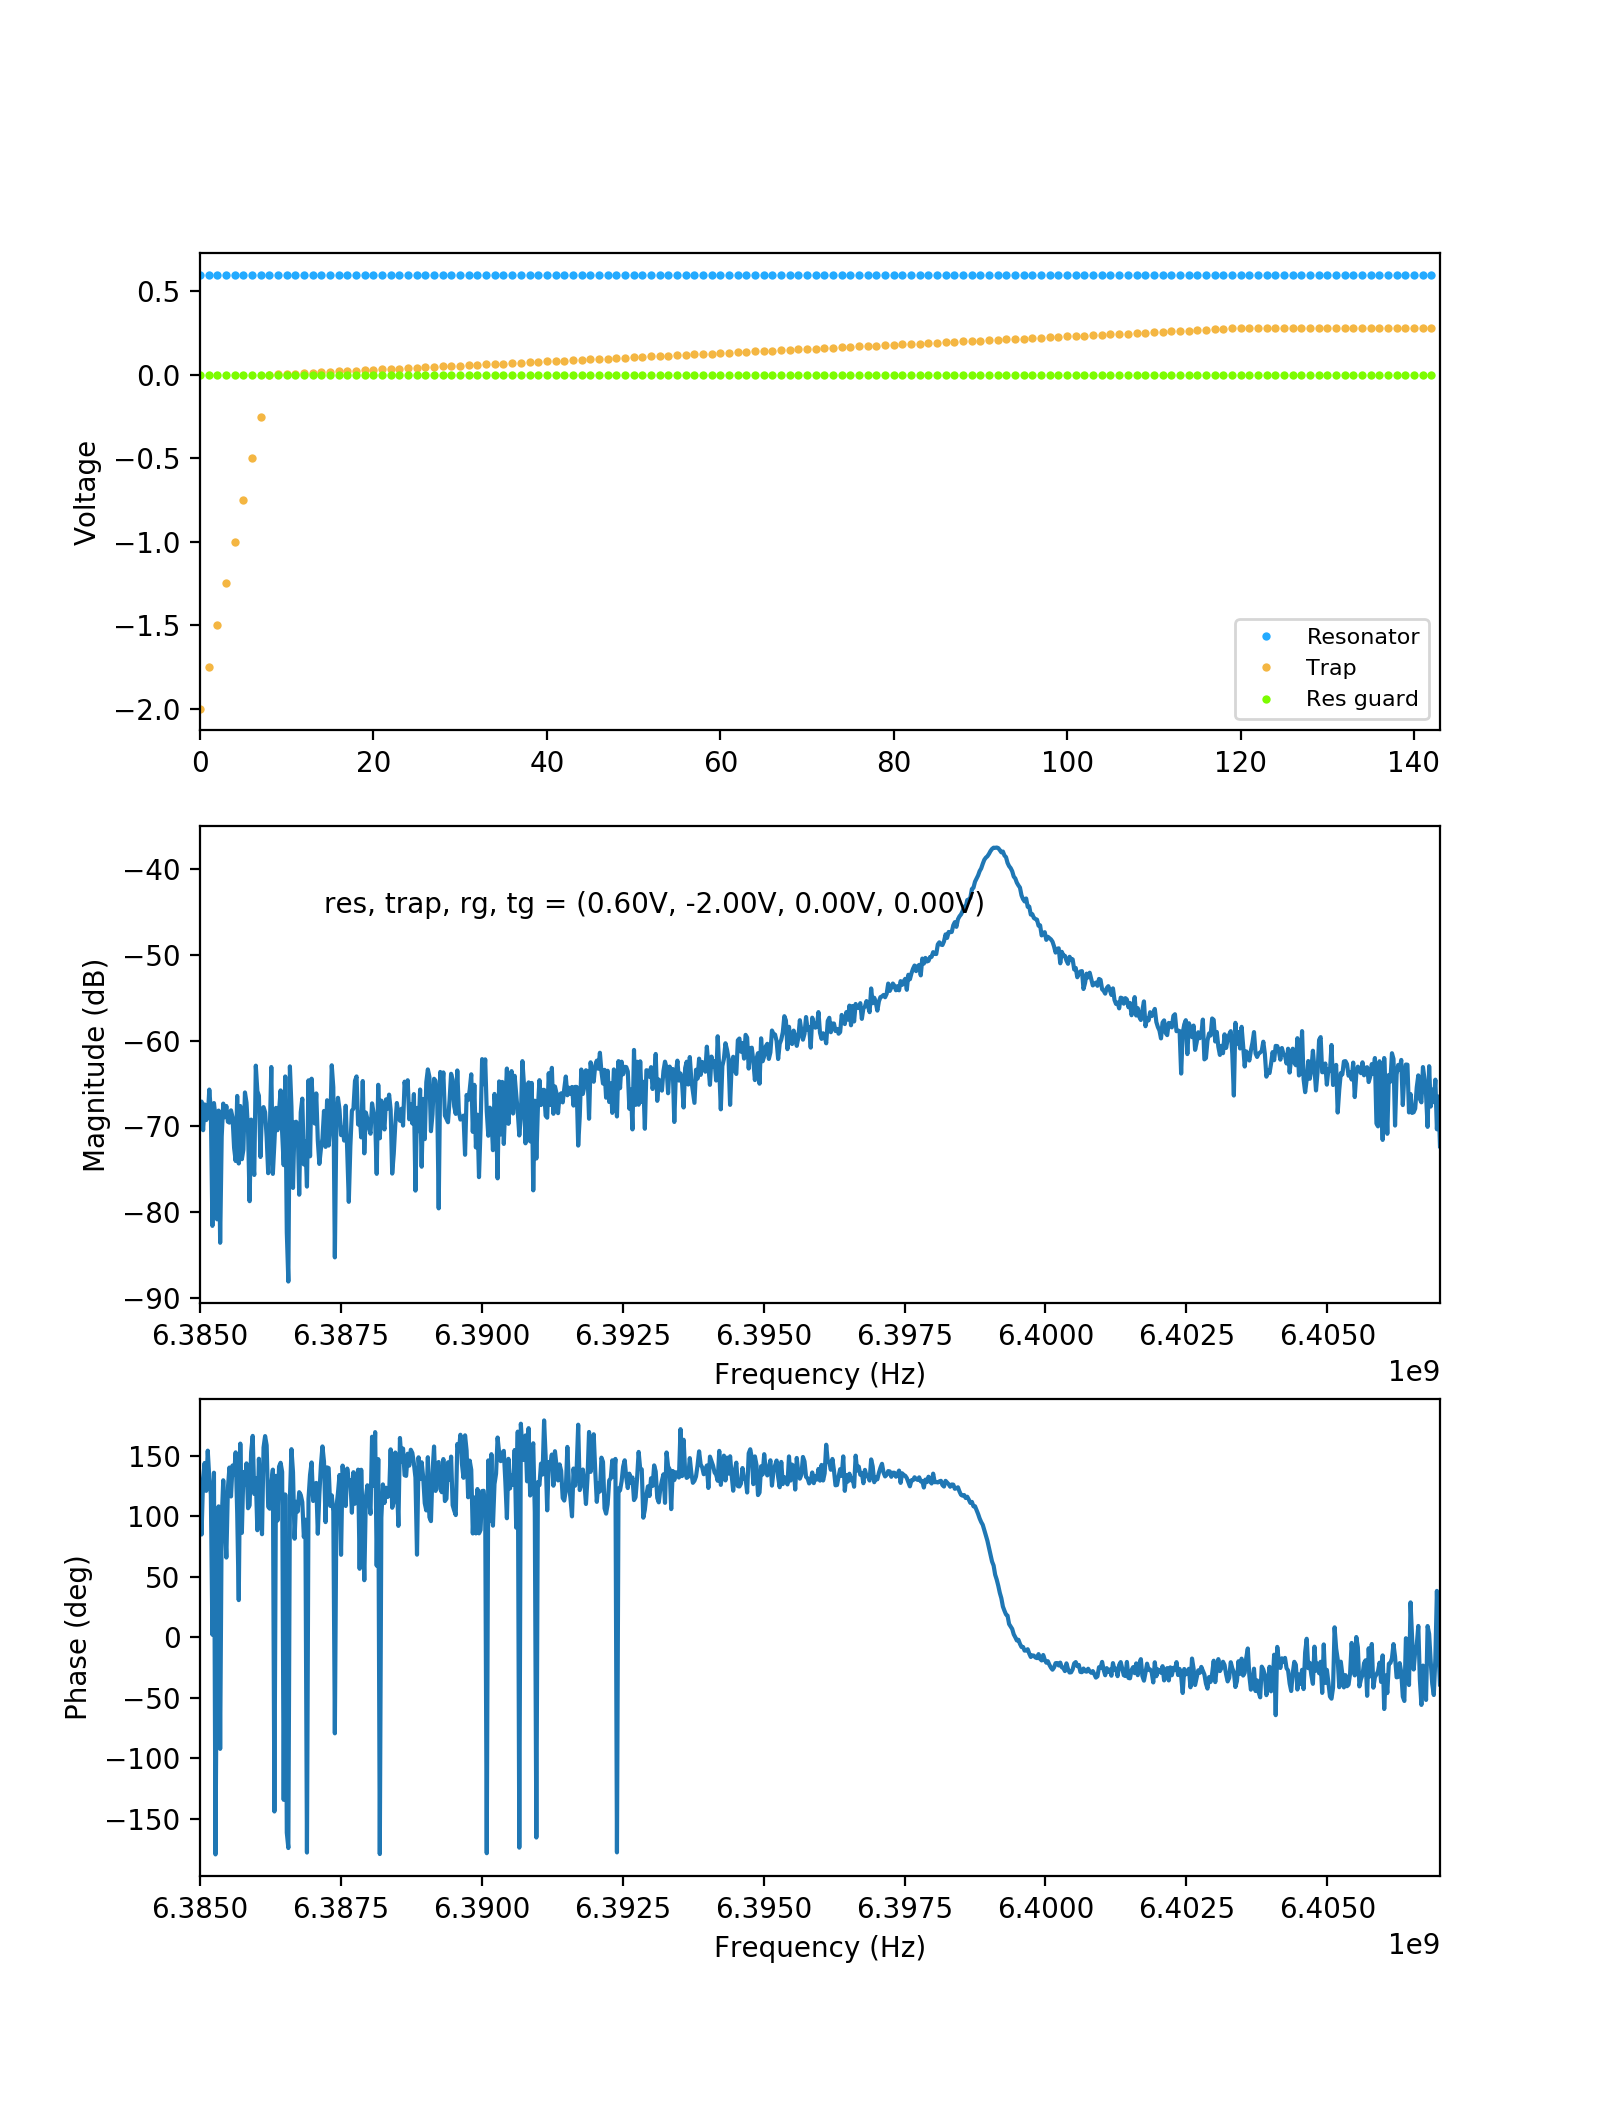 0.5
0.0
−0.5
−1.0
−1.5
−2.0
Voltage
Resonator
Trap
Res guard
0 20 40 60 80 100 120 140
−40
−50
−60
−70
−80
−90
Magnitude (dB)
res, trap, rg, tg = (0.60V, -2.00V, 0.00V, 0.00V)
6.3850 6.3875 6.3900 6.3925 6.3950 6.3975 6.4000 6.4025 6.4050
1e9
Frequency (Hz)
150
100
50
0
−50
−100
−150
Phase (deg)
6.3850 6.3875 6.3900 6.3925 6.3950 6.3975 6.4000 6.4025 6.4050
1e9
Frequency (Hz)